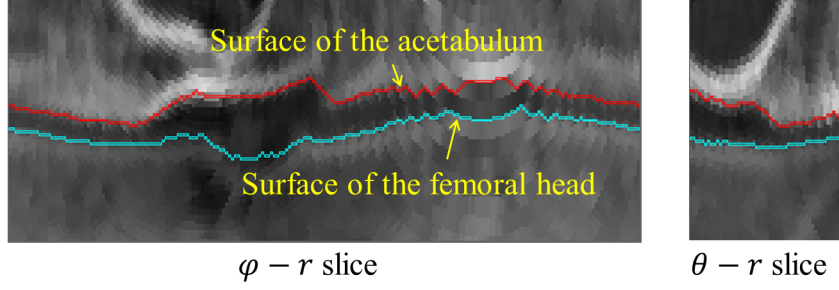 Surface of the acetabulum
Surface of the femoral head
φ − r slice
θ − r slice